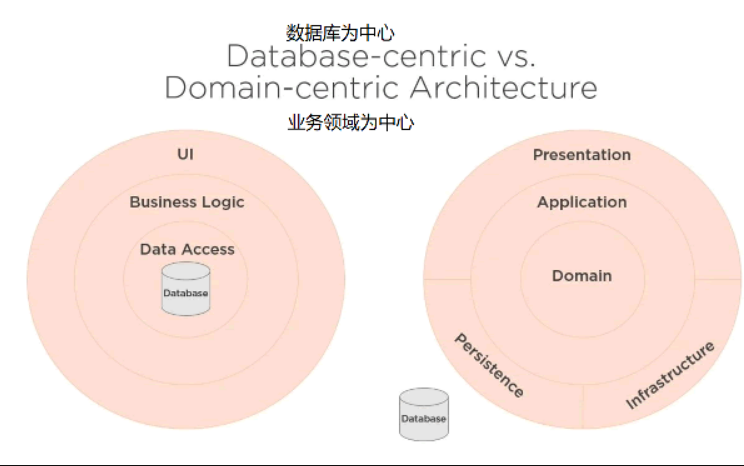 数据库为中心
Database-centric vs.
Domain-centric Architecture
业务领域为中心
UI
Business Logic
Data Access
Database
Presentation
Application
Domain
Persistence
Infrastructure
Database